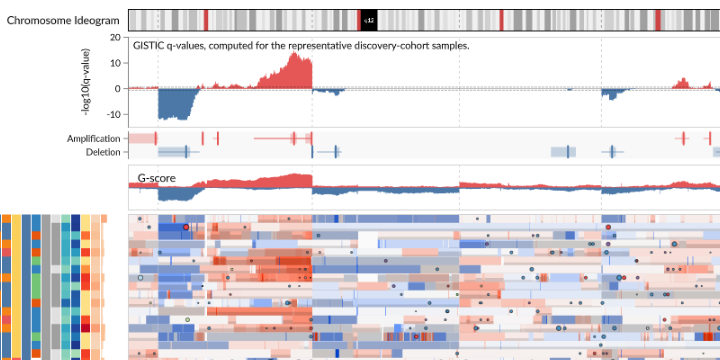 Chromosome Ideogram
q12
GISTIC q-values, computed for the representative discovery-cohort samples.
-log10(q-value)
20
10
0
-10
Amplification
Deletion
G-score